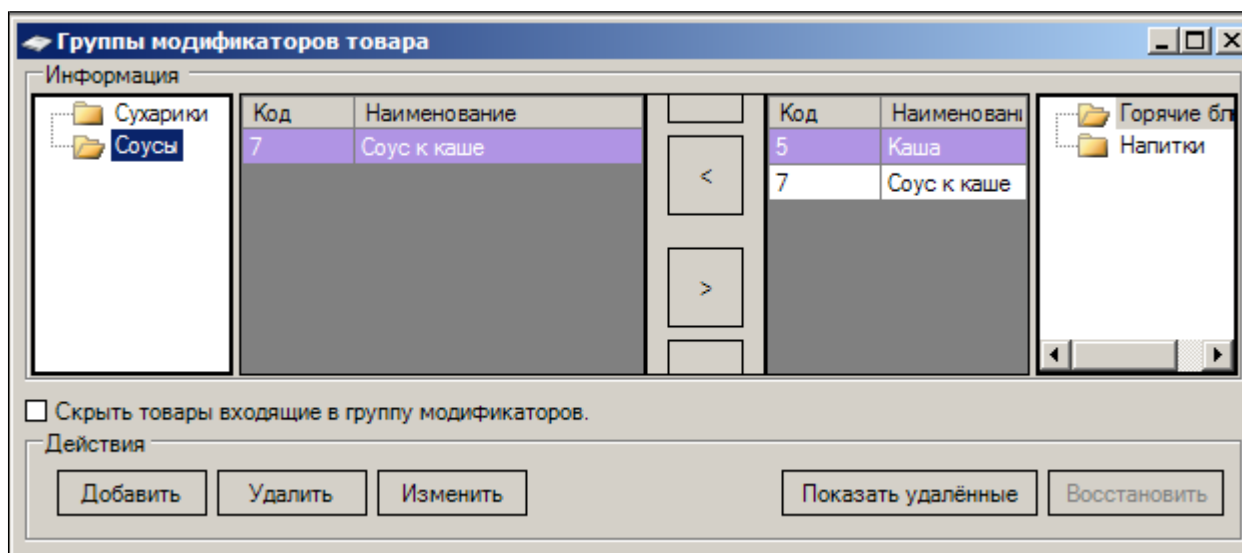 Группы модификаторов товара
Информация
Сухарики
Соусы
Код Наименование
7 Соус к каше
<
>
Код Наименовани
5 Каша
7 Соус к каше
Горячие бл
Напитки
Скрыть товары входящие в группу модификаторов.
Действия
Добавить Удалить Изменить Показать удалённые Восстановить